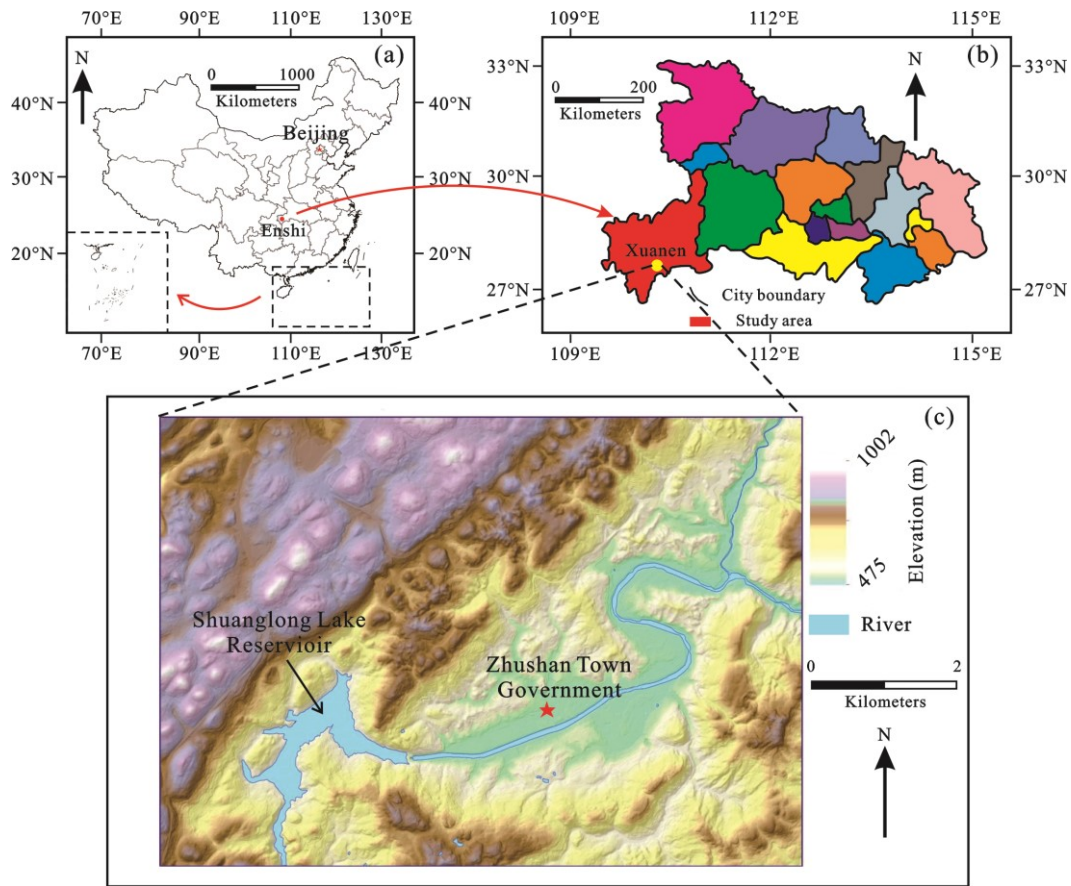 70°E
90°E
110°E
130°E
(a)
N
0
1000
Kilometers
40°N
40°N
Beijing
30°N
30°N
Enshi
20°N
20°N
70°E
90°E
110°E
130°E
109°E
112°E
115°E
(b)
33°N
33°N
0
200
Kilometers
N
30°N
30°N
Xuanen
27°N
27°N
City boundary
Study area
109°E
112°E
115°E
(c)
1002
475
Elevation (m)
River
0
2
Kilometers
N
Shuanglong Lake
Reservioir
Zhushan Town
Government